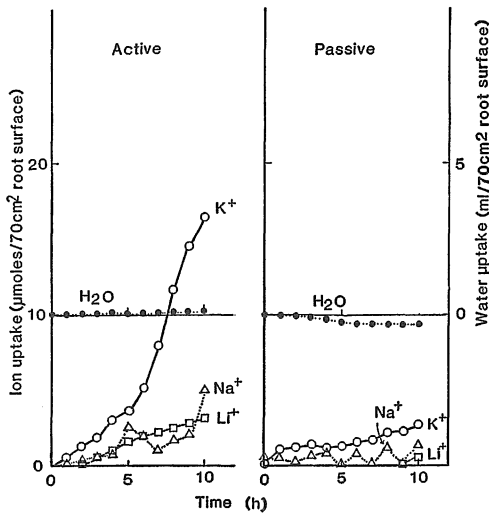 Active
Passive
Ion uptake (μmoles/70cm² root surface)
Water uptake (ml/70cm² root surface)
20
10
0
5
0
K⁺
H₂O
Na⁺
Li⁺
H₂O
Na⁺
K⁺
Li⁺
0
5
10
0
5
10
Time (h)